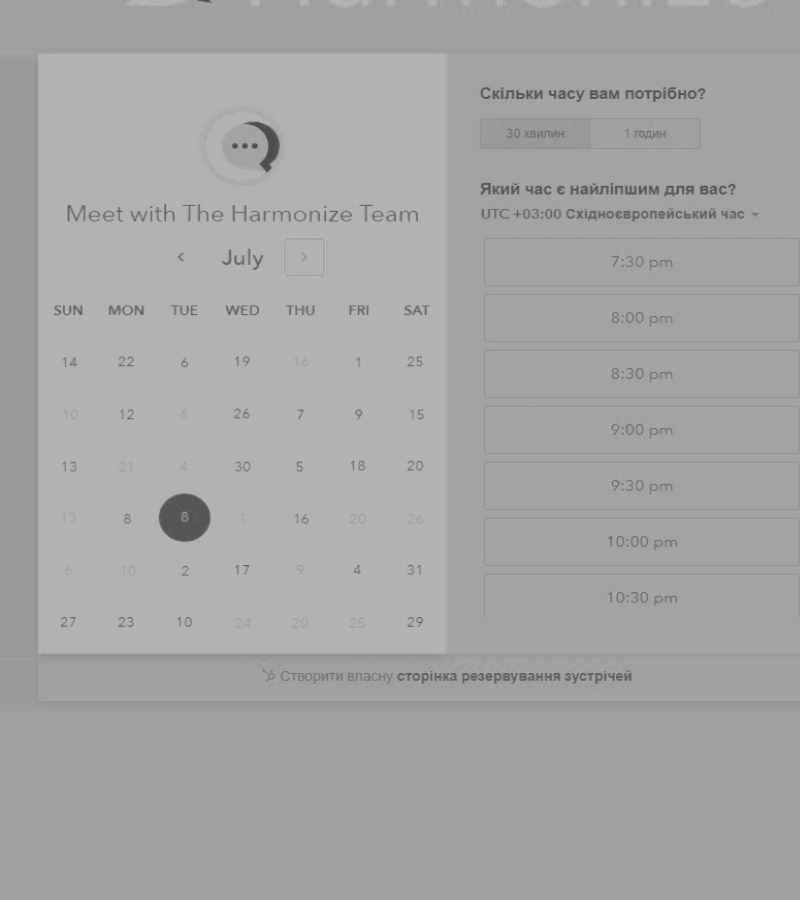 Meet with The Harmonize Team
July
SUN MON TUE WED THU FRI SAT
14 22 6 19 16 1 25
10 12 6 26 7 9 15
13 21 4 30 5 18 20
13 8 8 1 16 20 26
6 10 2 17 9 4 31
27 23 10 24 20 25 29
Скільки часу вам потрібно?
30 хвилин 1 годин
Який час є найліпшим для вас?
UTC +03:00 Східноєвропейський час
7:30 pm
8:00 pm
8:30 pm
9:00 pm
9:30 pm
10:00 pm
10:30 pm
Створити власну сторінка резервування зустрічей